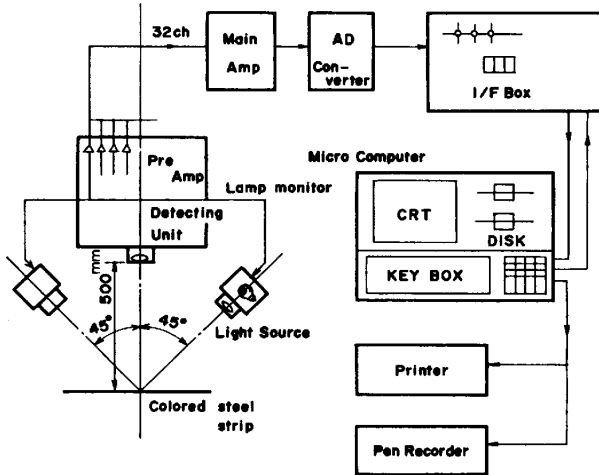 32ch
Main
Amp
AD
Con-
verter
I/F Box
Pre
Amp
Lamp monitor
Detecting
Unit
500 mm
45°
45°
Light Source
Colored steel
strip
Micro Computer
CRT
DISK
KEY BOX
Printer
Pen Recorder